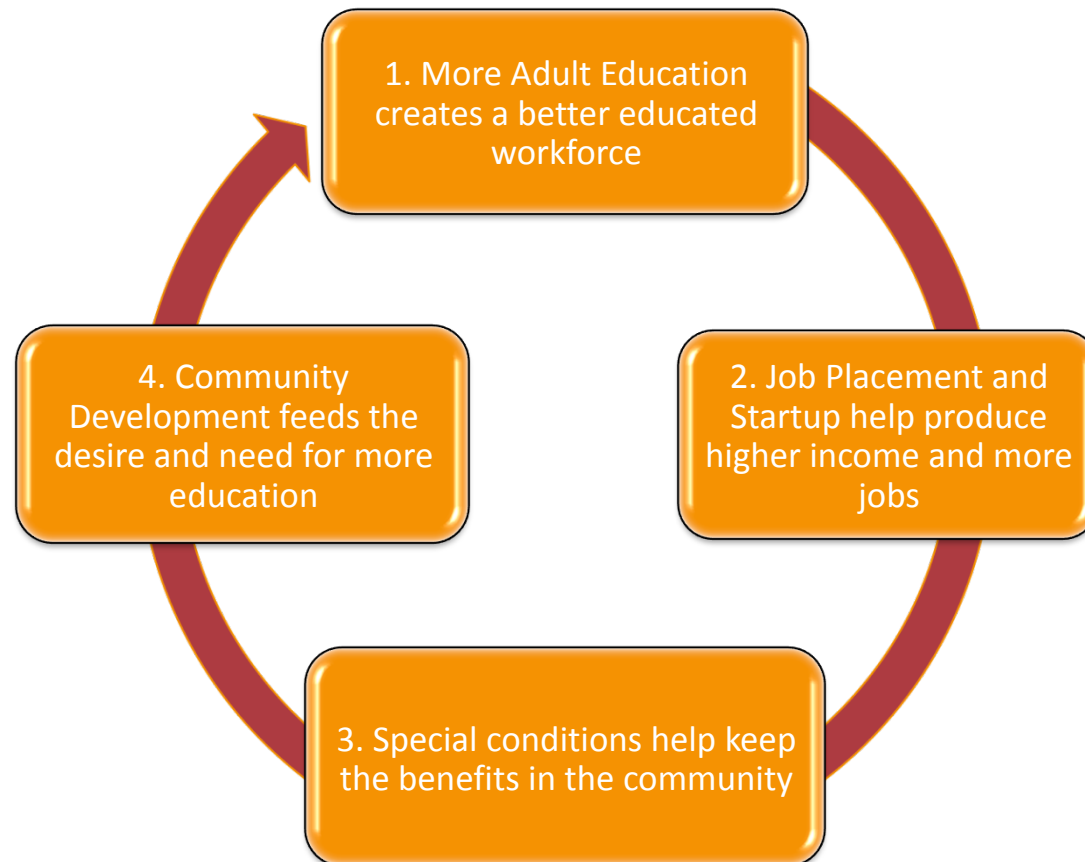 1. More Adult Education
creates a better educated
workforce
2. Job Placement and
Startup help produce
higher income and more
jobs
3. Special conditions help keep
the benefits in the community
4. Community
Development feeds the
desire and need for more
education